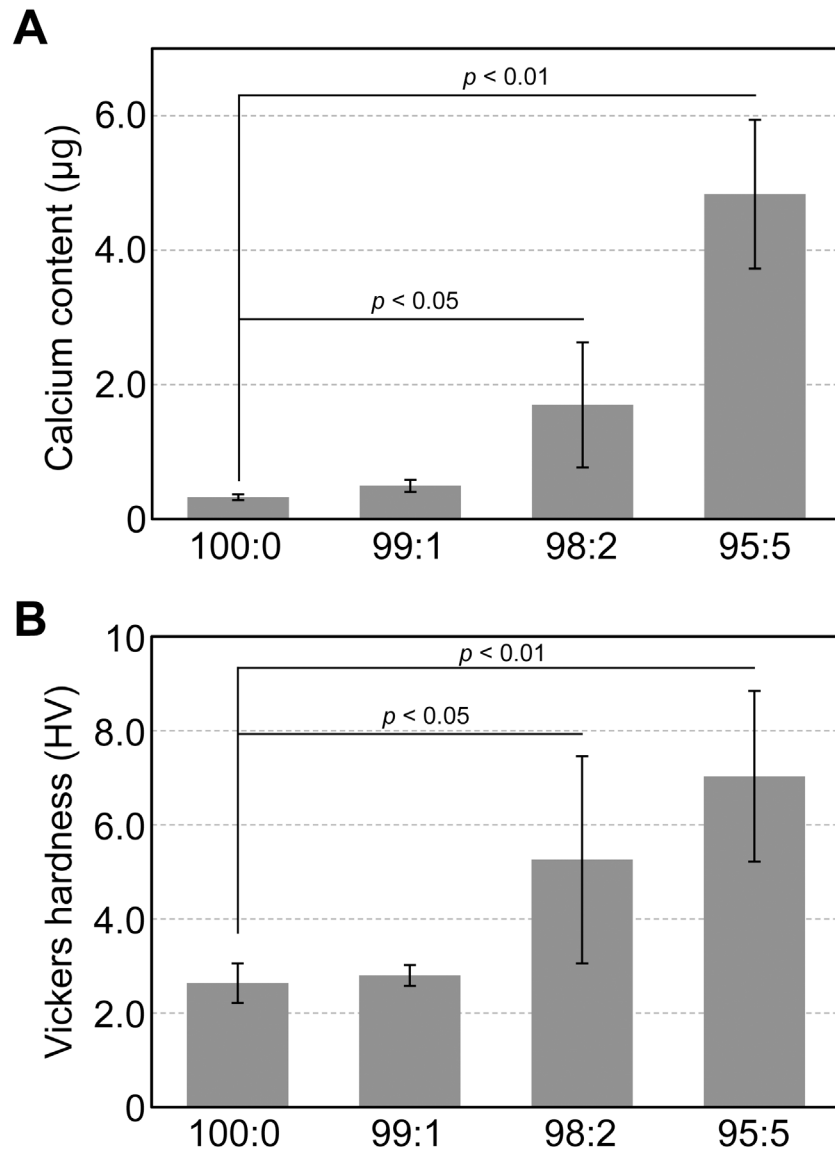 A
Calcium content (µg)
6.0
4.0
2.0
0
p < 0.01
p < 0.05
100:0 99:1 98:2 95:5
B
Vickers hardness (HV)
10
8.0
6.0
4.0
2.0
0
p < 0.01
p < 0.05
100:0 99:1 98:2 95:5